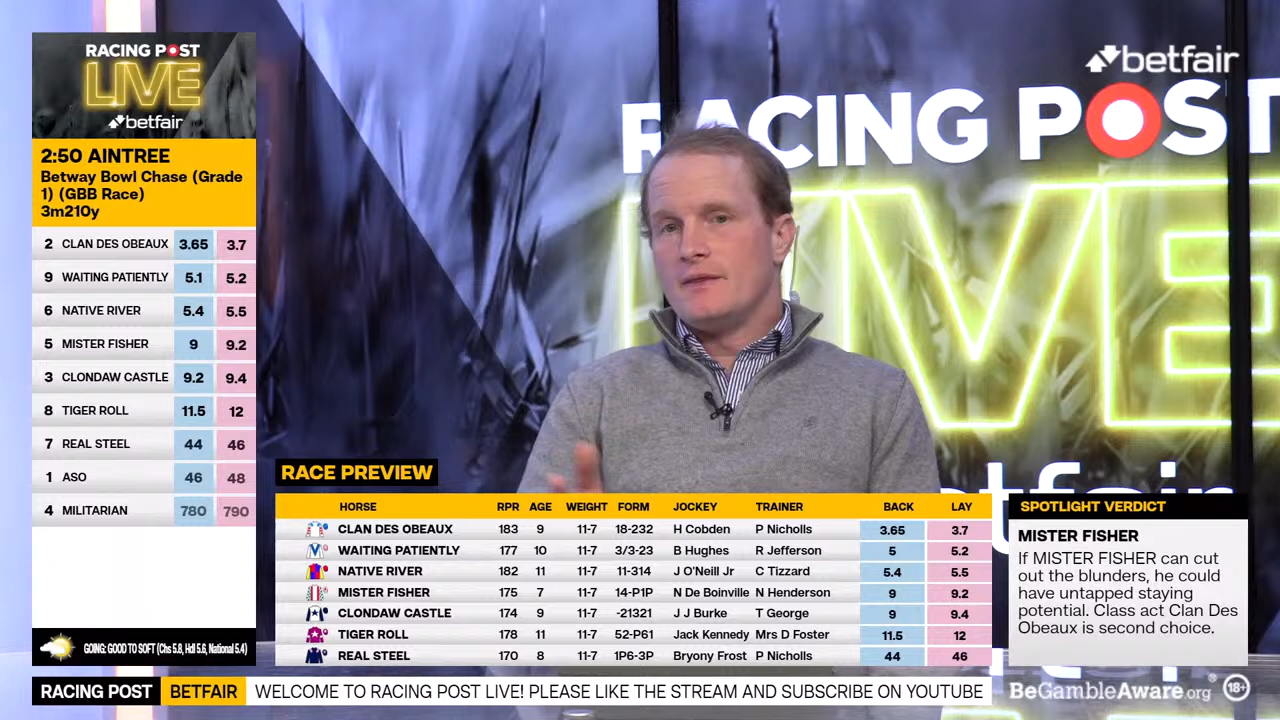 RACING POST
LIVE
betfair
2:50 AINTREE
Betway Bowl Chase (Grade
1) (GBB Race)
3m210y
2 CLAN DES OBEAUX 3.65 3.7
9 WAITING PATIENTLY 5.1 5.2
6 NATIVE RIVER 5.4 5.5
5 MISTER FISHER 9 9.2
3 CLONDAW CASTLE 9.2 9.4
8 TIGER ROLL 11.5 12
7 REAL STEEL 44 46
1 ASO 46 48
4 MILITARIAN 780 790
GOING: GOOD TO SOFT (Chs 5.8, Hdl 5.6, National 5.4)
betfair
RACING POST
LIVE
betfair
RACE PREVIEW
HORSE RPR AGE WEIGHT FORM JOCKEY TRAINER BACK LAY
CLAN DES OBEAUX 183 9 11-7 18-232 H Cobden P Nicholls 3.65 3.7
WAITING PATIENTLY 177 10 11-7 3/3-23 B Hughes R Jefferson 5 5.2
NATIVE RIVER 182 11 11-7 11-314 J O'Neill Jr C Tizzard 5.4 5.5
MISTER FISHER 175 7 11-7 14-P1P N De Boinville N Henderson 9 9.2
CLONDAW CASTLE 174 9 11-7 -21321 J J Burke T George 9 9.4
TIGER ROLL 178 11 11-7 52-P61 Jack Kennedy Mrs D Foster 11.5 12
REAL STEEL 170 8 11-7 1P6-3P Bryony Frost P Nicholls 44 46
SPOTLIGHT VERDICT
MISTER FISHER
If MISTER FISHER can cut
out the blunders, he could
have untapped staying
potential. Class act Clan Des
Obeaux is second choice.
RACING POST BETFAIR WELCOME TO RACING POST LIVE! PLEASE LIKE THE STREAM AND SUBSCRIBE ON YOUTUBE
BeGambleAware.org® 18+